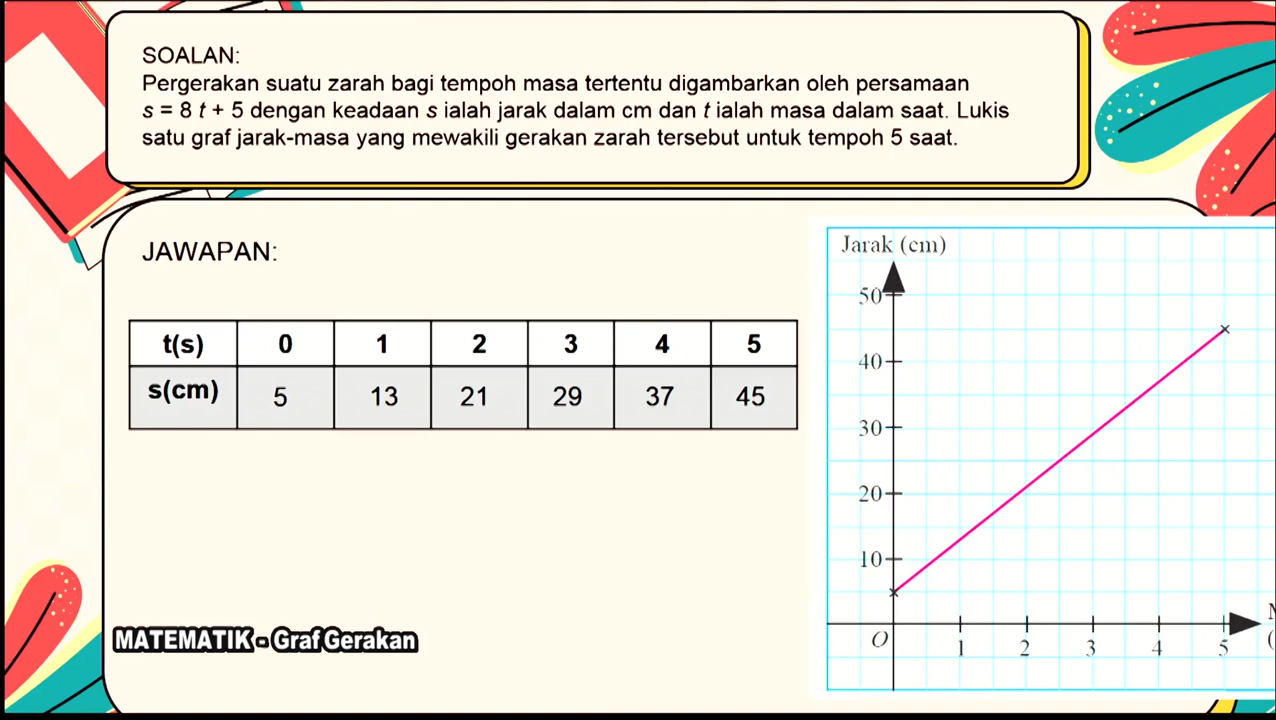 SOALAN:
Pergerakan suatu zarah bagi tempoh masa tertentu digambarkan oleh persamaan
s = 8 t + 5 dengan keadaan s ialah jarak dalam cm dan t ialah masa dalam saat. Lukis
satu graf jarak-masa yang mewakili gerakan zarah tersebut untuk tempoh 5 saat.
JAWAPAN:
t(s) 0 1 2 3 4 5
s(cm) 5 13 21 29 37 45
Jarak (cm)
50
40
30
20
10
O 1 2 3 4 5
MATEMATIK - Graf Gerakan